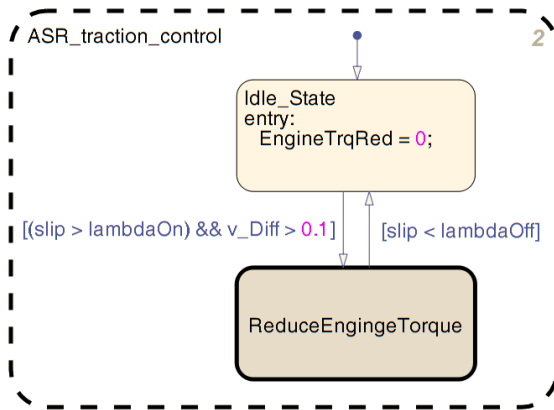 ASR_traction_control
2
Idle_State
entry:
EngineTrqRed = 0;
[(slip > lambdaOn) && v_Diff > 0.1]
[slip < lambdaOff]
ReduceEngingeTorque